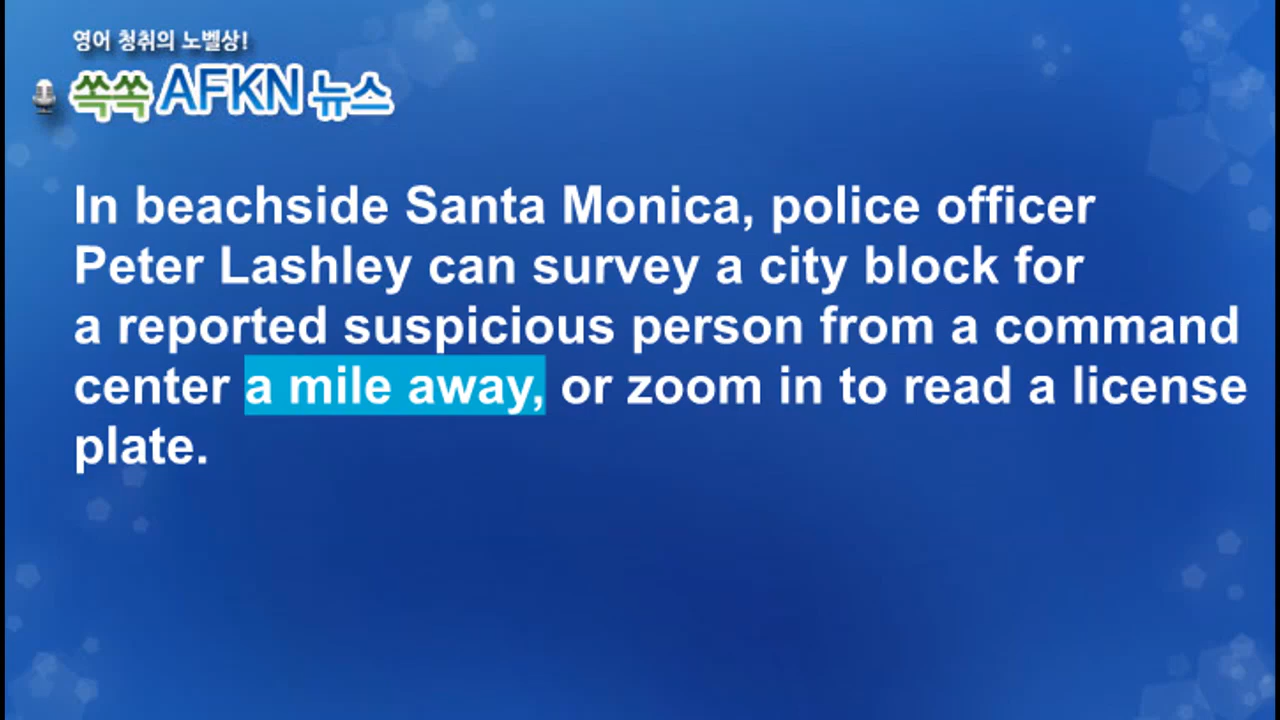 영어 청취의 노벨상!
쏙쏙 AFKN 뉴스
In beachside Santa Monica, police officer
Peter Lashley can survey a city block for
a reported suspicious person from a command
center a mile away, or zoom in to read a license
plate.